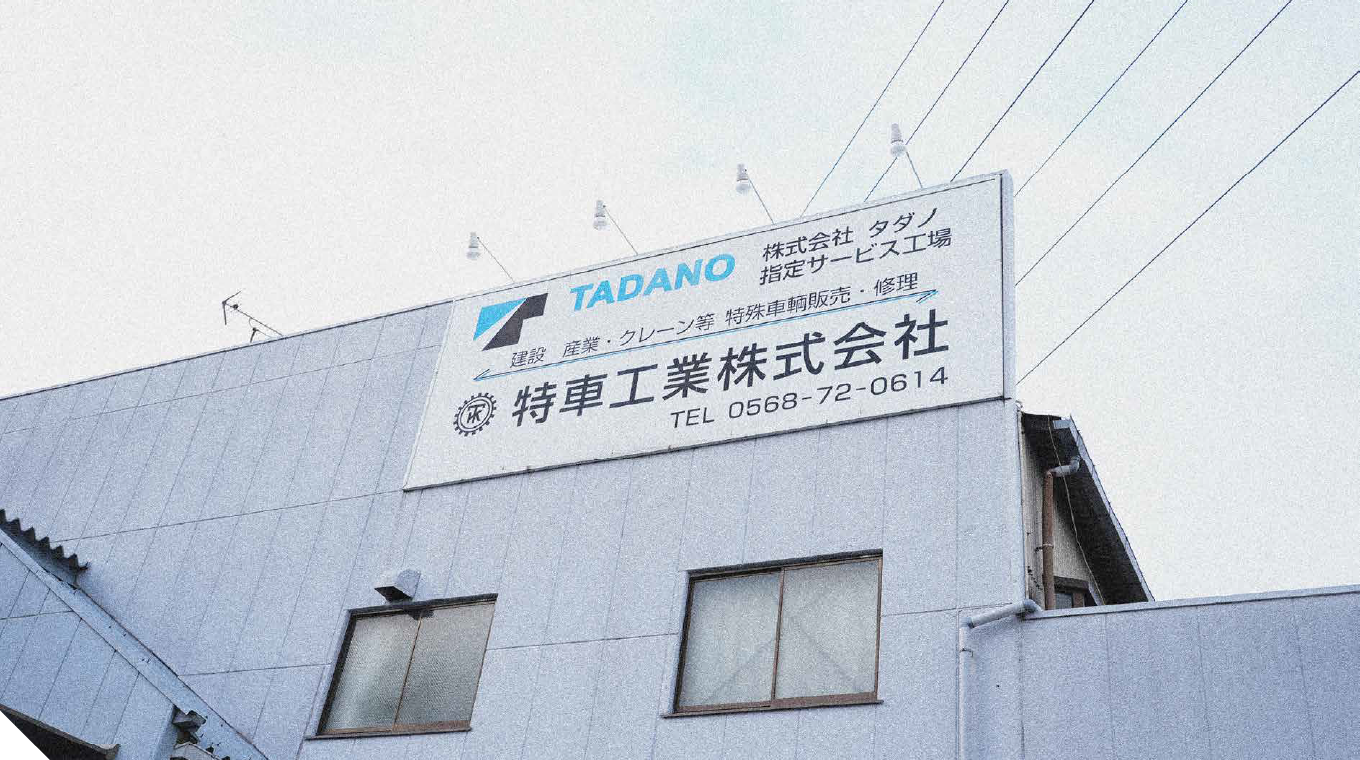 TADANO
株式会社 タダノ
指定サービス工場
建設 産業・クレーン等 特殊車輌販売・修理
TK
特車工業株式会社
TEL 0568-72-0614